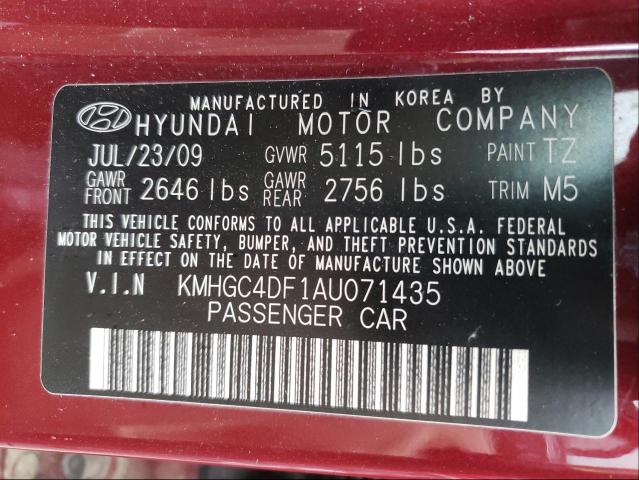 MANUFACTURED IN KOREA BY
HYUNDAI MOTOR COMPANY
JUL/23/09 GVWR 5115 lbs PAINT TZ
GAWR FRONT 2646 lbs GAWR REAR 2756 lbs TRIM M5
THIS VEHICLE CONFORMS TO ALL APPLICABLE U.S.A. FEDERAL
MOTOR VEHICLE SAFETY, BUMPER, AND THEFT PREVENTION STANDARDS
IN EFFECT ON THE DATE OF MANUFACTURE SHOWN ABOVE
V.I.N KMHGC4DF1AU071435
PASSENGER CAR